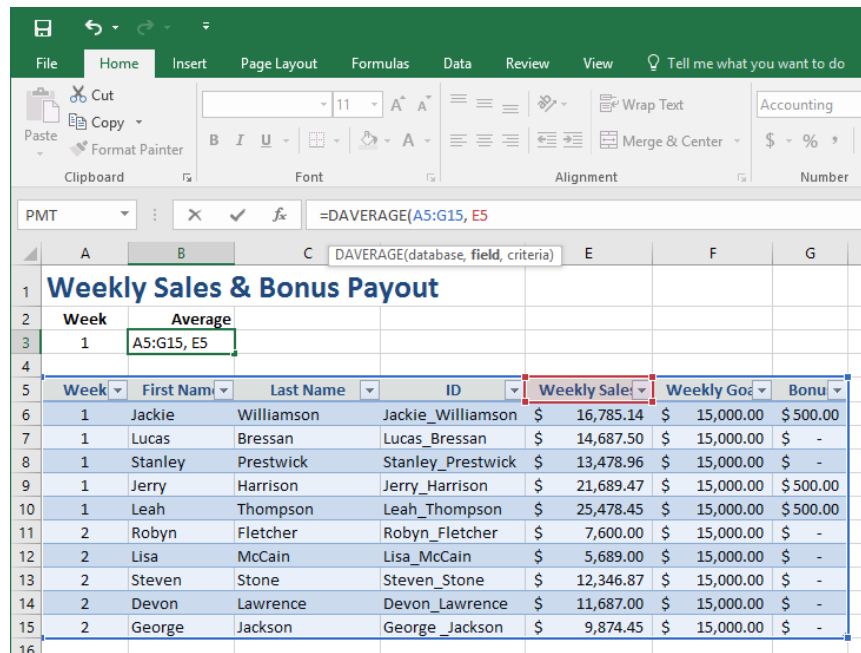 File Home Insert Page Layout Formulas Data Review View Tell me what you want to do
Cut
Copy
Format Painter
Paste
11 A A
Wrap Text
Accounting
B I U A
Merge & Center
$ % ,
Clipboard Font Alignment Number
PMT fx =DAVERAGE(A5:G15, E5
DAVERAGE(database, field, criteria)
A B C E F G
1 Weekly Sales & Bonus Payout
2 Week Average
3 1 A5:G15, E5
4
5 Week First Nam Last Name ID Weekly Sale Weekly Goa Bonu
6 1 Jackie Williamson Jackie_Williamson $ 16,785.14 $ 15,000.00 $ 500.00
7 1 Lucas Bressan Lucas_Bressan $ 14,687.50 $ 15,000.00 $ -
8 1 Stanley Prestwick Stanley_Prestwick $ 13,478.96 $ 15,000.00 $ -
9 1 Jerry Harrison Jerry_Harrison $ 21,689.47 $ 15,000.00 $ 500.00
10 1 Leah Thompson Leah_Thompson $ 25,478.45 $ 15,000.00 $ 500.00
11 2 Robyn Fletcher Robyn_Fletcher $ 7,600.00 $ 15,000.00 $ -
12 2 Lisa McCain Lisa_McCain $ 5,689.00 $ 15,000.00 $ -
13 2 Steven Stone Steven_Stone $ 12,346.87 $ 15,000.00 $ -
14 2 Devon Lawrence Devon_Lawrence $ 11,687.00 $ 15,000.00 $ -
15 2 George Jackson George _Jackson $ 9,874.45 $ 15,000.00 $ -
16